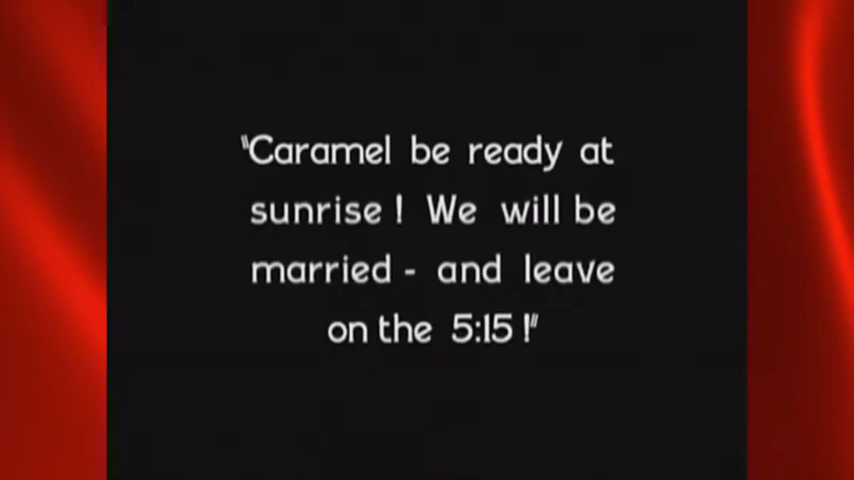 "Caramel be ready at
sunrise! We will be
married - and leave
on the 5:15!"